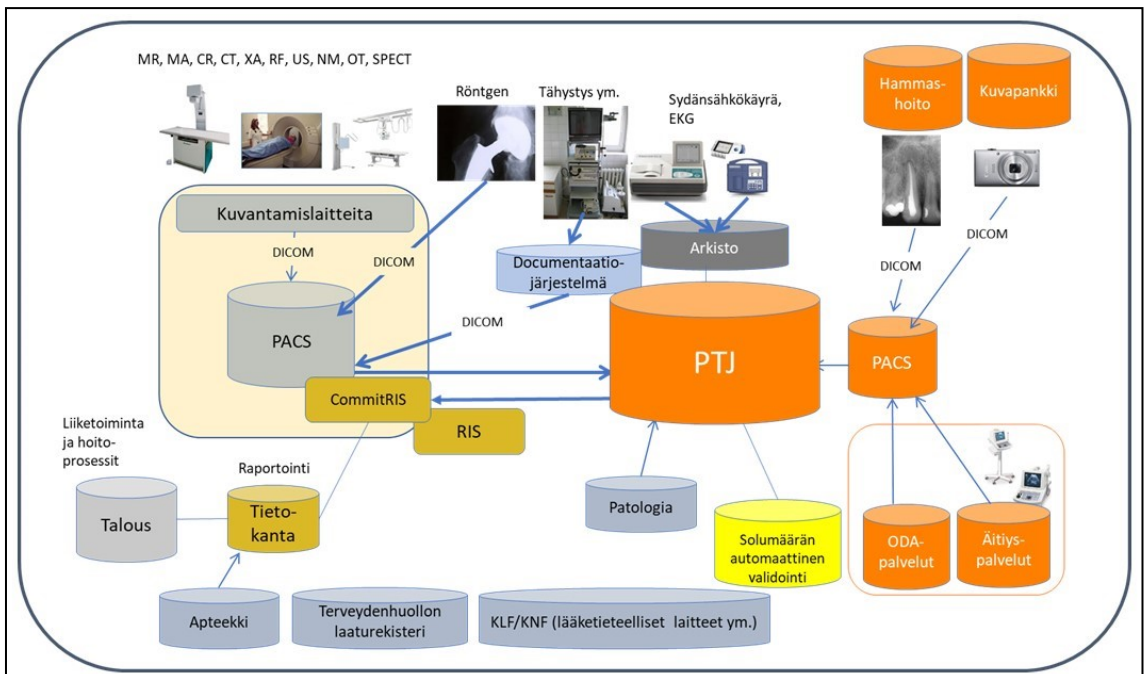 MR, MA, CR, CT, XA, RF, US, NM, OT, SPECT
Röntgen
Tähystys ym.
Sydänsähkökäyrä,
EKG
Hammas-
hoito
Kuvapankki
Kuvantamislaitteita
DICOM
DICOM
Documentaatio-
järjestelmä
Arkisto
DICOM
DICOM
PACS
DICOM
PTJ
PACS
CommitRIS
RIS
Liiketoiminta
ja hoito-
prosessit
Raportointi
Talous
Tieto-
kanta
Patologia
Solumäärän
automaattinen
validointi
ODA-
palvelut
Äitiys-
palvelut
Apteekki
Terveydenhuollon
laaturekisteri
KLF/KNF (lääketieteelliset laitteet ym.)